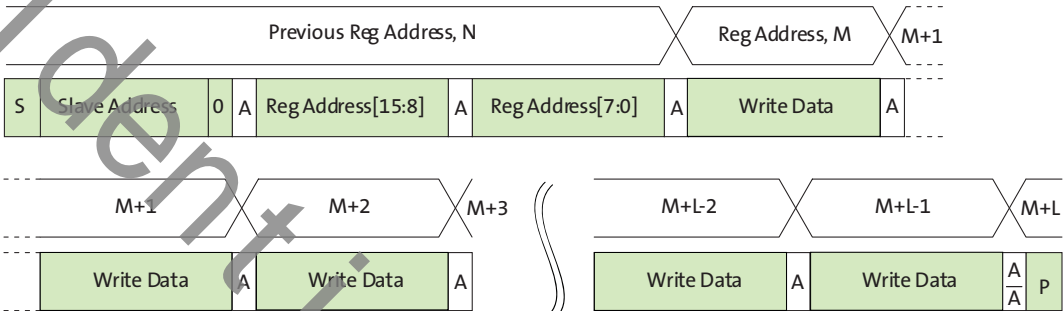 Previous Reg Address, N Reg Address, M M+1
S Slave Address 0 A Reg Address[15:8] A Reg Address[7:0] A Write Data A
M+1 M+2 M+3 M+L-2 M+L-1 M+L
Write Data A Write Data A Write Data A Write Data A/A̅ P
ident